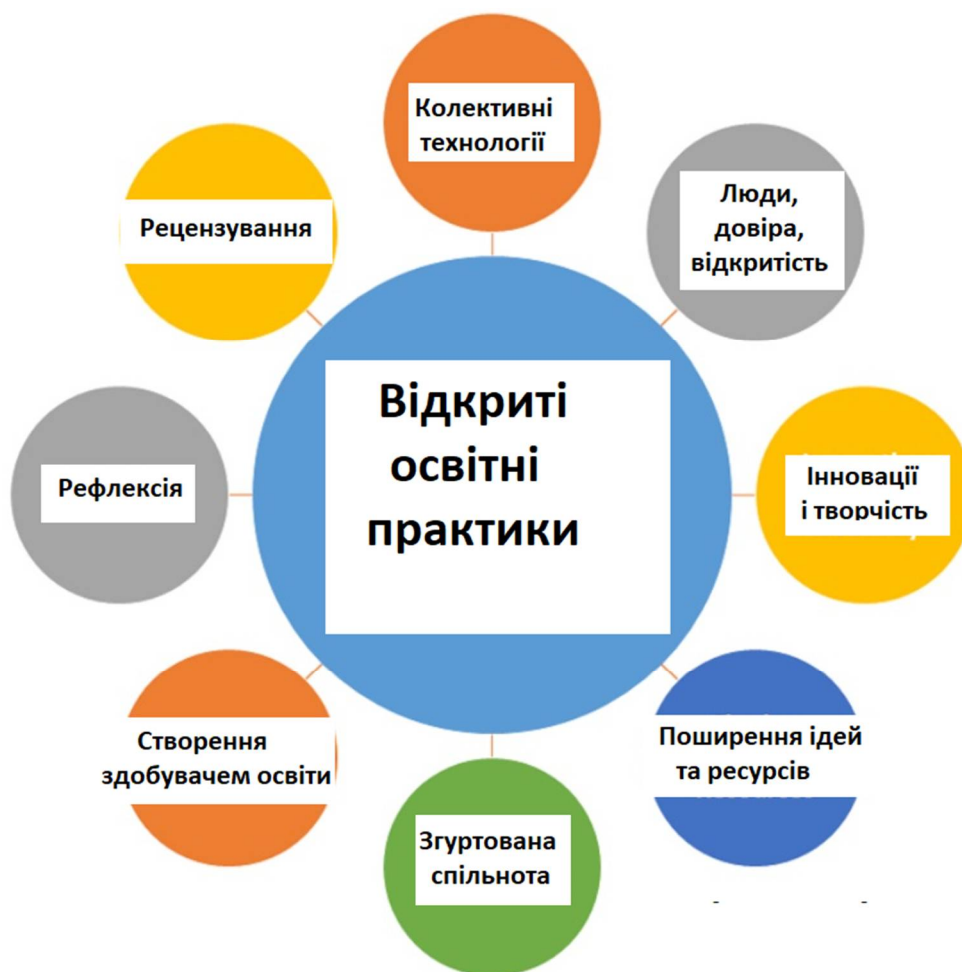 Колективні
технології
Люди,
довіра,
відкритість
Інновації
і творчість
Поширення ідей
та ресурсів
Згуртована
спільнота
Створення
здобувачем освіти
Рефлексія
Рецензування
Відкриті
освітні
практики